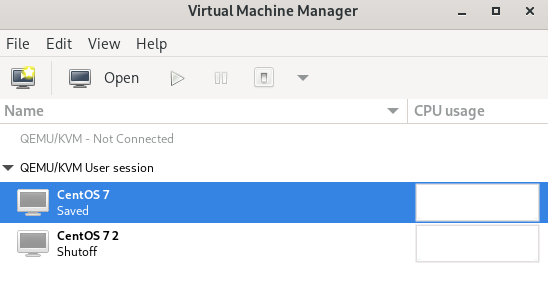 Virtual Machine Manager
File Edit View Help
Open
Name CPU usage
QEMU/KVM - Not Connected
QEMU/KVM User session
CentOS 7
Saved
CentOS 7 2
Shutoff